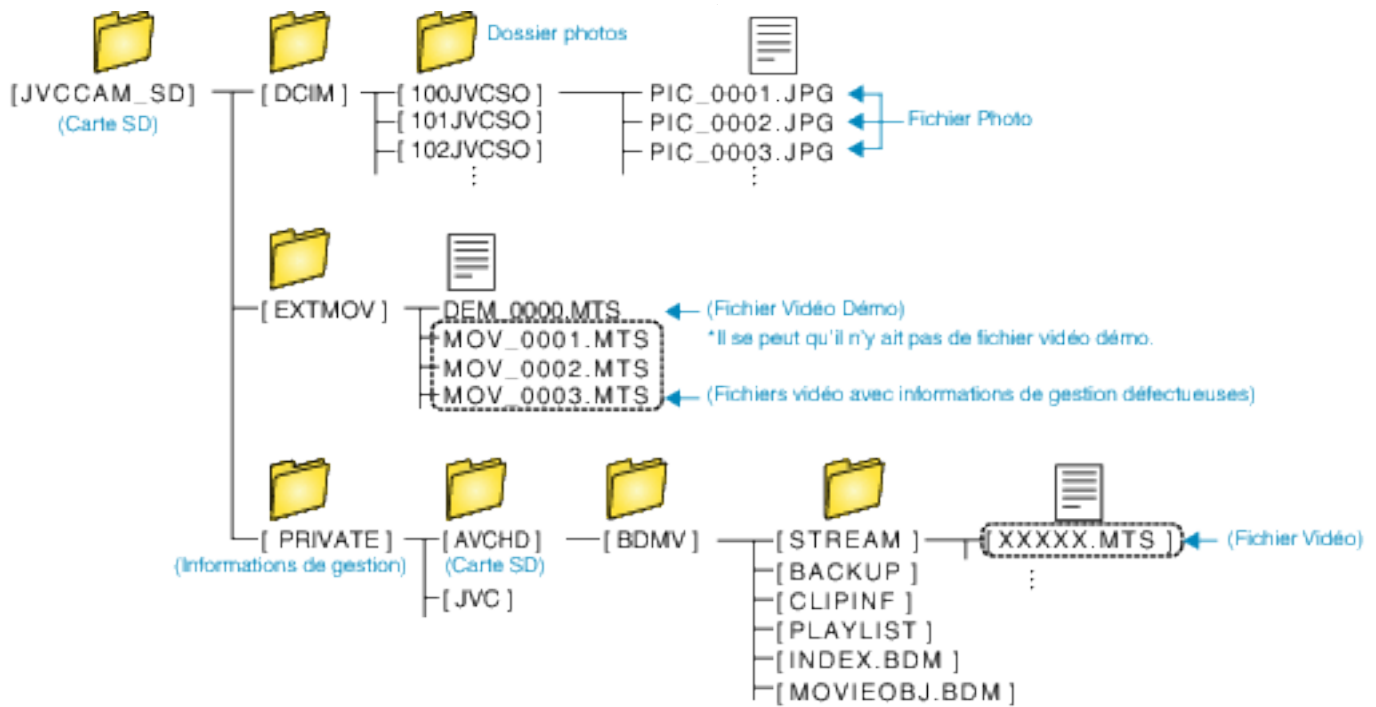 Dossier photos
[JVCCAM_SD] [DCIM] [100JVCSO] PIC_0001.JPG
(Carte SD) [101JVCSO] PIC_0002.JPG Fichier Photo
[102JVCSO] PIC_0003.JPG
[EXTMOV] DEM_0000.MTS (Fichier Vidéo Démo)
MOV_0001.MTS *Il se peut qu'il n'y ait pas de fichier vidéo démo.
MOV_0002.MTS
MOV_0003.MTS (Fichiers vidéo avec informations de gestion défectueuses)
[PRIVATE] [AVCHD] [BDMV] [STREAM] [XXXXX.MTS] (Fichier Vidéo)
(Informations de gestion) (Carte SD) [BACKUP]
[JVC] [CLIPINF]
[PLAYLIST]
[INDEX.BDM]
[MOVIEOBJ.BDM]